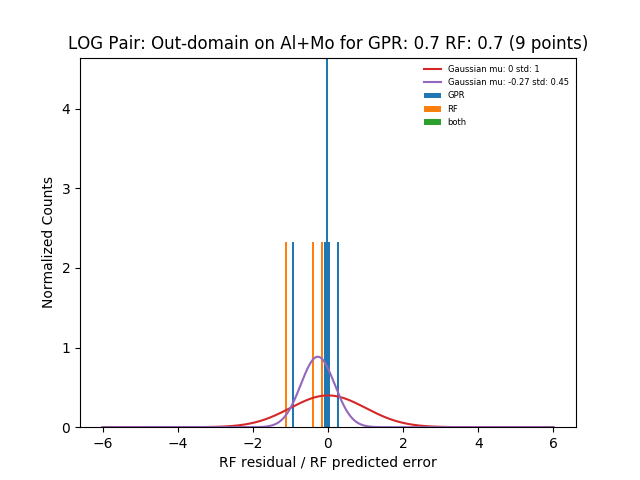 LOG Pair: Out-domain on Al+Mo for GPR: 0.7 RF: 0.7 (9 points)
Gaussian mu: 0 std: 1
Gaussian mu: -0.27 std: 0.45
GPR
RF
both
Normalized Counts
4
3
2
1
0
−6 −4 −2 0 2 4 6
RF residual / RF predicted error